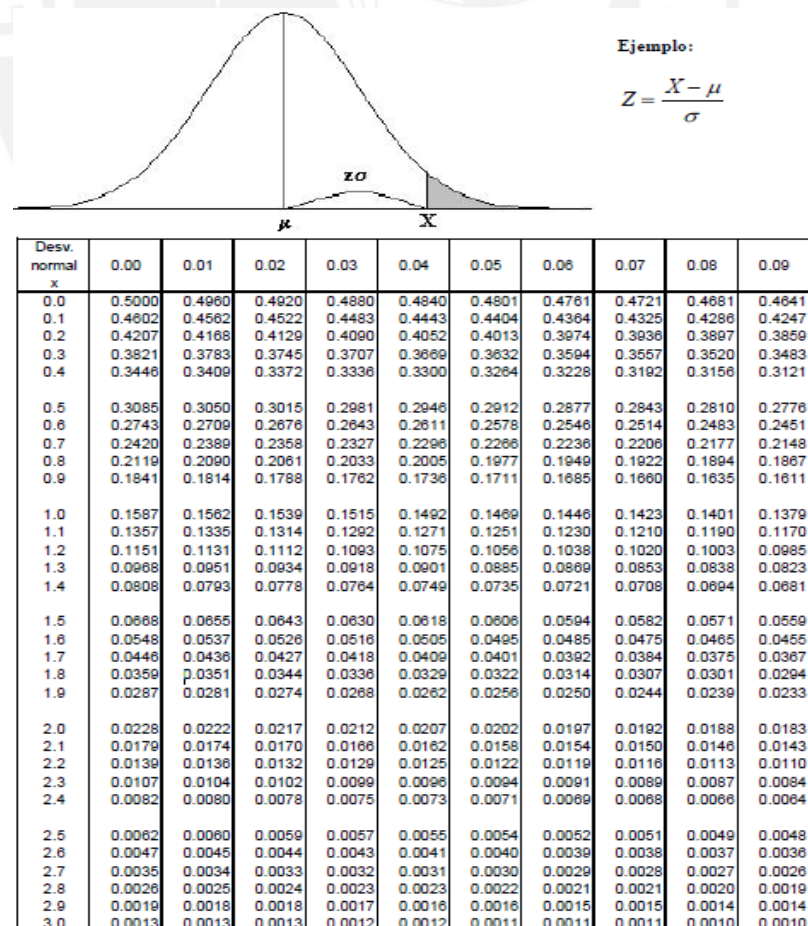 Ejemplo:
Z = X − μ / σ
zσ
μ X
Desv. normal x 0.00 0.01 0.02 0.03 0.04 0.05 0.06 0.07 0.08 0.09
0.0 0.5000 0.4960 0.4920 0.4880 0.4840 0.4801 0.4761 0.4721 0.4681 0.4641
0.1 0.4602 0.4562 0.4522 0.4483 0.4443 0.4404 0.4364 0.4325 0.4286 0.4247
0.2 0.4207 0.4168 0.4129 0.4090 0.4052 0.4013 0.3974 0.3936 0.3897 0.3859
0.3 0.3821 0.3783 0.3745 0.3707 0.3669 0.3632 0.3594 0.3557 0.3520 0.3483
0.4 0.3446 0.3409 0.3372 0.3336 0.3300 0.3264 0.3228 0.3192 0.3156 0.3121
0.5 0.3085 0.3050 0.3015 0.2981 0.2946 0.2912 0.2877 0.2843 0.2810 0.2776
0.6 0.2743 0.2709 0.2676 0.2643 0.2611 0.2578 0.2546 0.2514 0.2483 0.2451
0.7 0.2420 0.2389 0.2358 0.2327 0.2296 0.2266 0.2236 0.2206 0.2177 0.2148
0.8 0.2119 0.2090 0.2061 0.2033 0.2005 0.1977 0.1949 0.1922 0.1894 0.1867
0.9 0.1841 0.1814 0.1788 0.1762 0.1736 0.1711 0.1685 0.1660 0.1635 0.1611
1.0 0.1587 0.1562 0.1539 0.1515 0.1492 0.1469 0.1446 0.1423 0.1401 0.1379
1.1 0.1357 0.1335 0.1314 0.1292 0.1271 0.1251 0.1230 0.1210 0.1190 0.1170
1.2 0.1151 0.1131 0.1112 0.1093 0.1075 0.1056 0.1038 0.1020 0.1003 0.0985
1.3 0.0968 0.0951 0.0934 0.0918 0.0901 0.0885 0.0869 0.0853 0.0838 0.0823
1.4 0.0808 0.0793 0.0778 0.0764 0.0749 0.0735 0.0721 0.0708 0.0694 0.0681
1.5 0.0668 0.0655 0.0643 0.0630 0.0618 0.0606 0.0594 0.0582 0.0571 0.0559
1.6 0.0548 0.0537 0.0526 0.0516 0.0505 0.0495 0.0485 0.0475 0.0465 0.0455
1.7 0.0446 0.0436 0.0427 0.0418 0.0409 0.0401 0.0392 0.0384 0.0375 0.0367
1.8 0.0359 0.0351 0.0344 0.0336 0.0329 0.0322 0.0314 0.0307 0.0301 0.0294
1.9 0.0287 0.0281 0.0274 0.0268 0.0262 0.0256 0.0250 0.0244 0.0239 0.0233
2.0 0.0228 0.0222 0.0217 0.0212 0.0207 0.0202 0.0197 0.0192 0.0188 0.0183
2.1 0.0179 0.0174 0.0170 0.0166 0.0162 0.0158 0.0154 0.0150 0.0146 0.0143
2.2 0.0139 0.0136 0.0132 0.0129 0.0125 0.0122 0.0119 0.0116 0.0113 0.0110
2.3 0.0107 0.0104 0.0102 0.0099 0.0096 0.0094 0.0091 0.0089 0.0087 0.0084
2.4 0.0082 0.0080 0.0078 0.0075 0.0073 0.0071 0.0069 0.0068 0.0066 0.0064
2.5 0.0062 0.0060 0.0059 0.0057 0.0055 0.0054 0.0052 0.0051 0.0049 0.0048
2.6 0.0047 0.0045 0.0044 0.0043 0.0041 0.0040 0.0039 0.0038 0.0037 0.0036
2.7 0.0035 0.0034 0.0033 0.0032 0.0031 0.0030 0.0029 0.0028 0.0027 0.0026
2.8 0.0026 0.0025 0.0024 0.0023 0.0023 0.0022 0.0021 0.0021 0.0020 0.0019
2.9 0.0019 0.0018 0.0018 0.0017 0.0016 0.0016 0.0015 0.0015 0.0014 0.0014
3.0 0.0013 0.0013 0.0013 0.0012 0.0012 0.0011 0.0011 0.0011 0.0010 0.0010